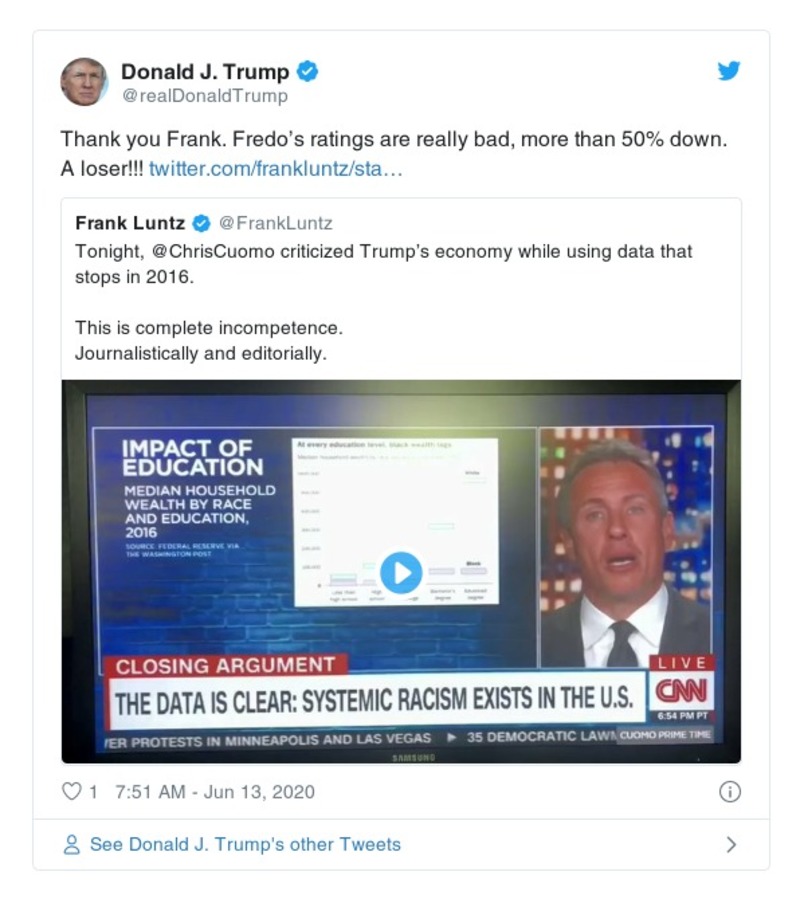 Donald J. Trump
@realDonaldTrump
Thank you Frank. Fredo's ratings are really bad, more than 50% down.
A loser!!! twitter.com/frankluntz/sta…
Frank Luntz @FrankLuntz
Tonight, @ChrisCuomo criticized Trump's economy while using data that
stops in 2016.
This is complete incompetence.
Journalistically and editorially.
IMPACT OF
EDUCATION
MEDIAN HOUSEHOLD
WEALTH BY RACE
AND EDUCATION,
2016
SOURCE: FEDERAL RESERVE VIA
THE WASHINGTON POST
At every education level, black wealth lags
Median household
White
Black
Less than
high school
High
Bachelor's
degree
Advanced
degree
CLOSING ARGUMENT
THE DATA IS CLEAR: SYSTEMIC RACISM EXISTS IN THE U.S.
LIVE
CNN
6:54 PM PT
/ER PROTESTS IN MINNEAPOLIS AND LAS VEGAS ▶ 35 DEMOCRATIC LAWM
CUOMO PRIME TIME
SAMSUNG
1 7:51 AM - Jun 13, 2020
See Donald J. Trump's other Tweets